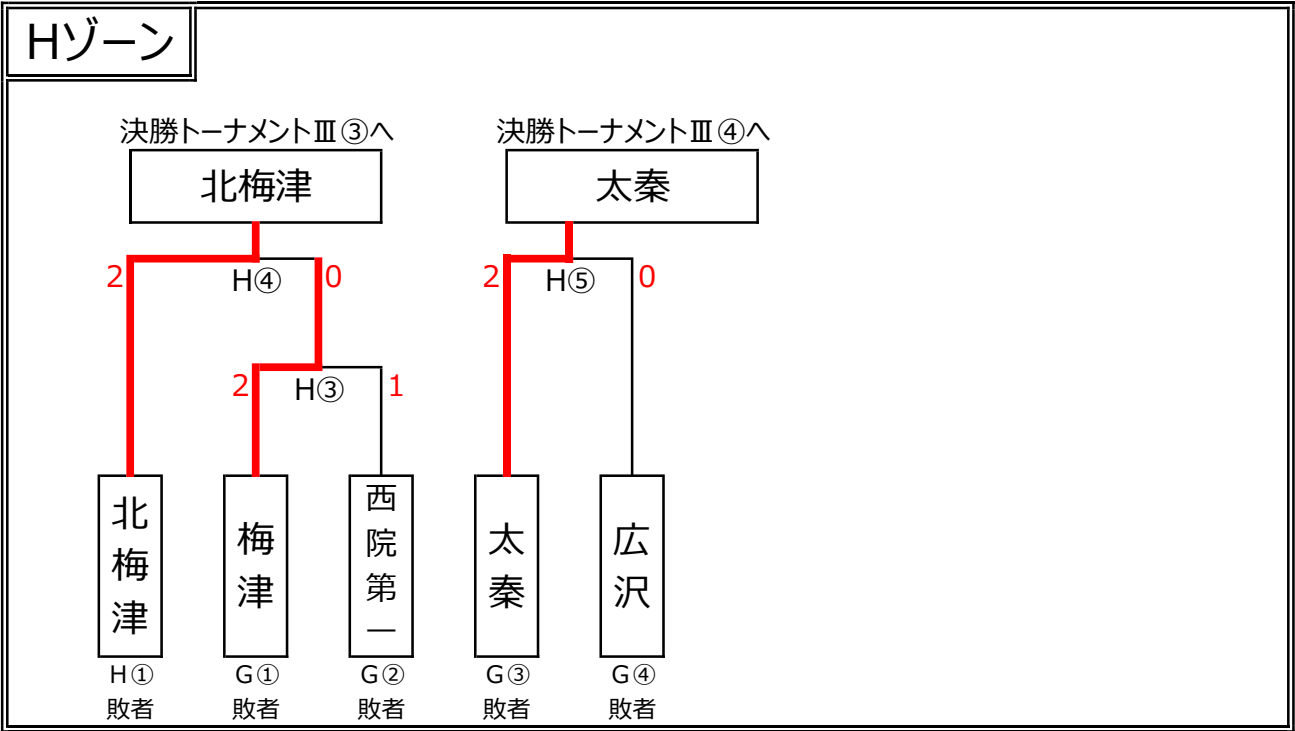 Hゾーン
決勝トーナメントⅢ③へ
決勝トーナメントⅢ④へ
北梅津
太秦
2
H④
0
2
H⑤
0
2
H③
1
北梅津
梅津
西院第一
太秦
広沢
H①
敗者
G①
敗者
G②
敗者
G③
敗者
G④
敗者